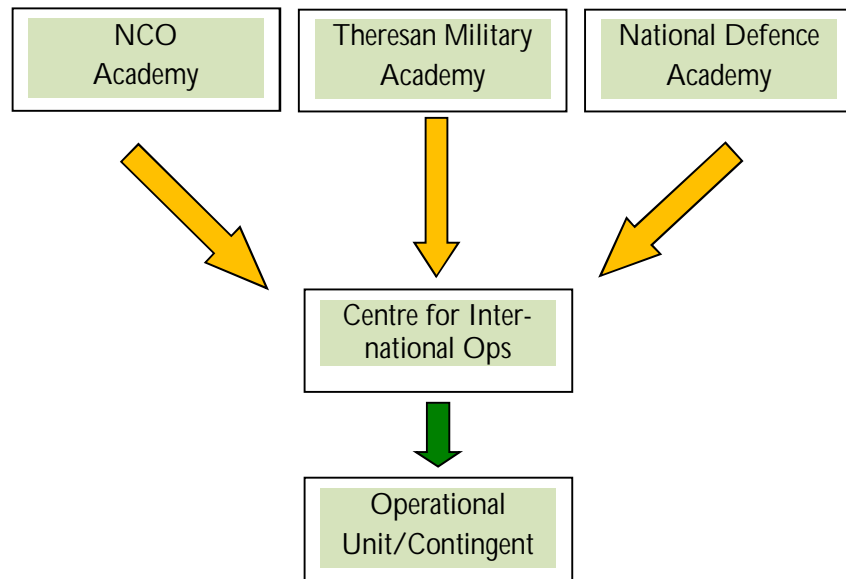 NCO
Academy
Theresan Military
Academy
National Defence
Academy
Centre for Inter-
national Ops
Operational
Unit/Contingent